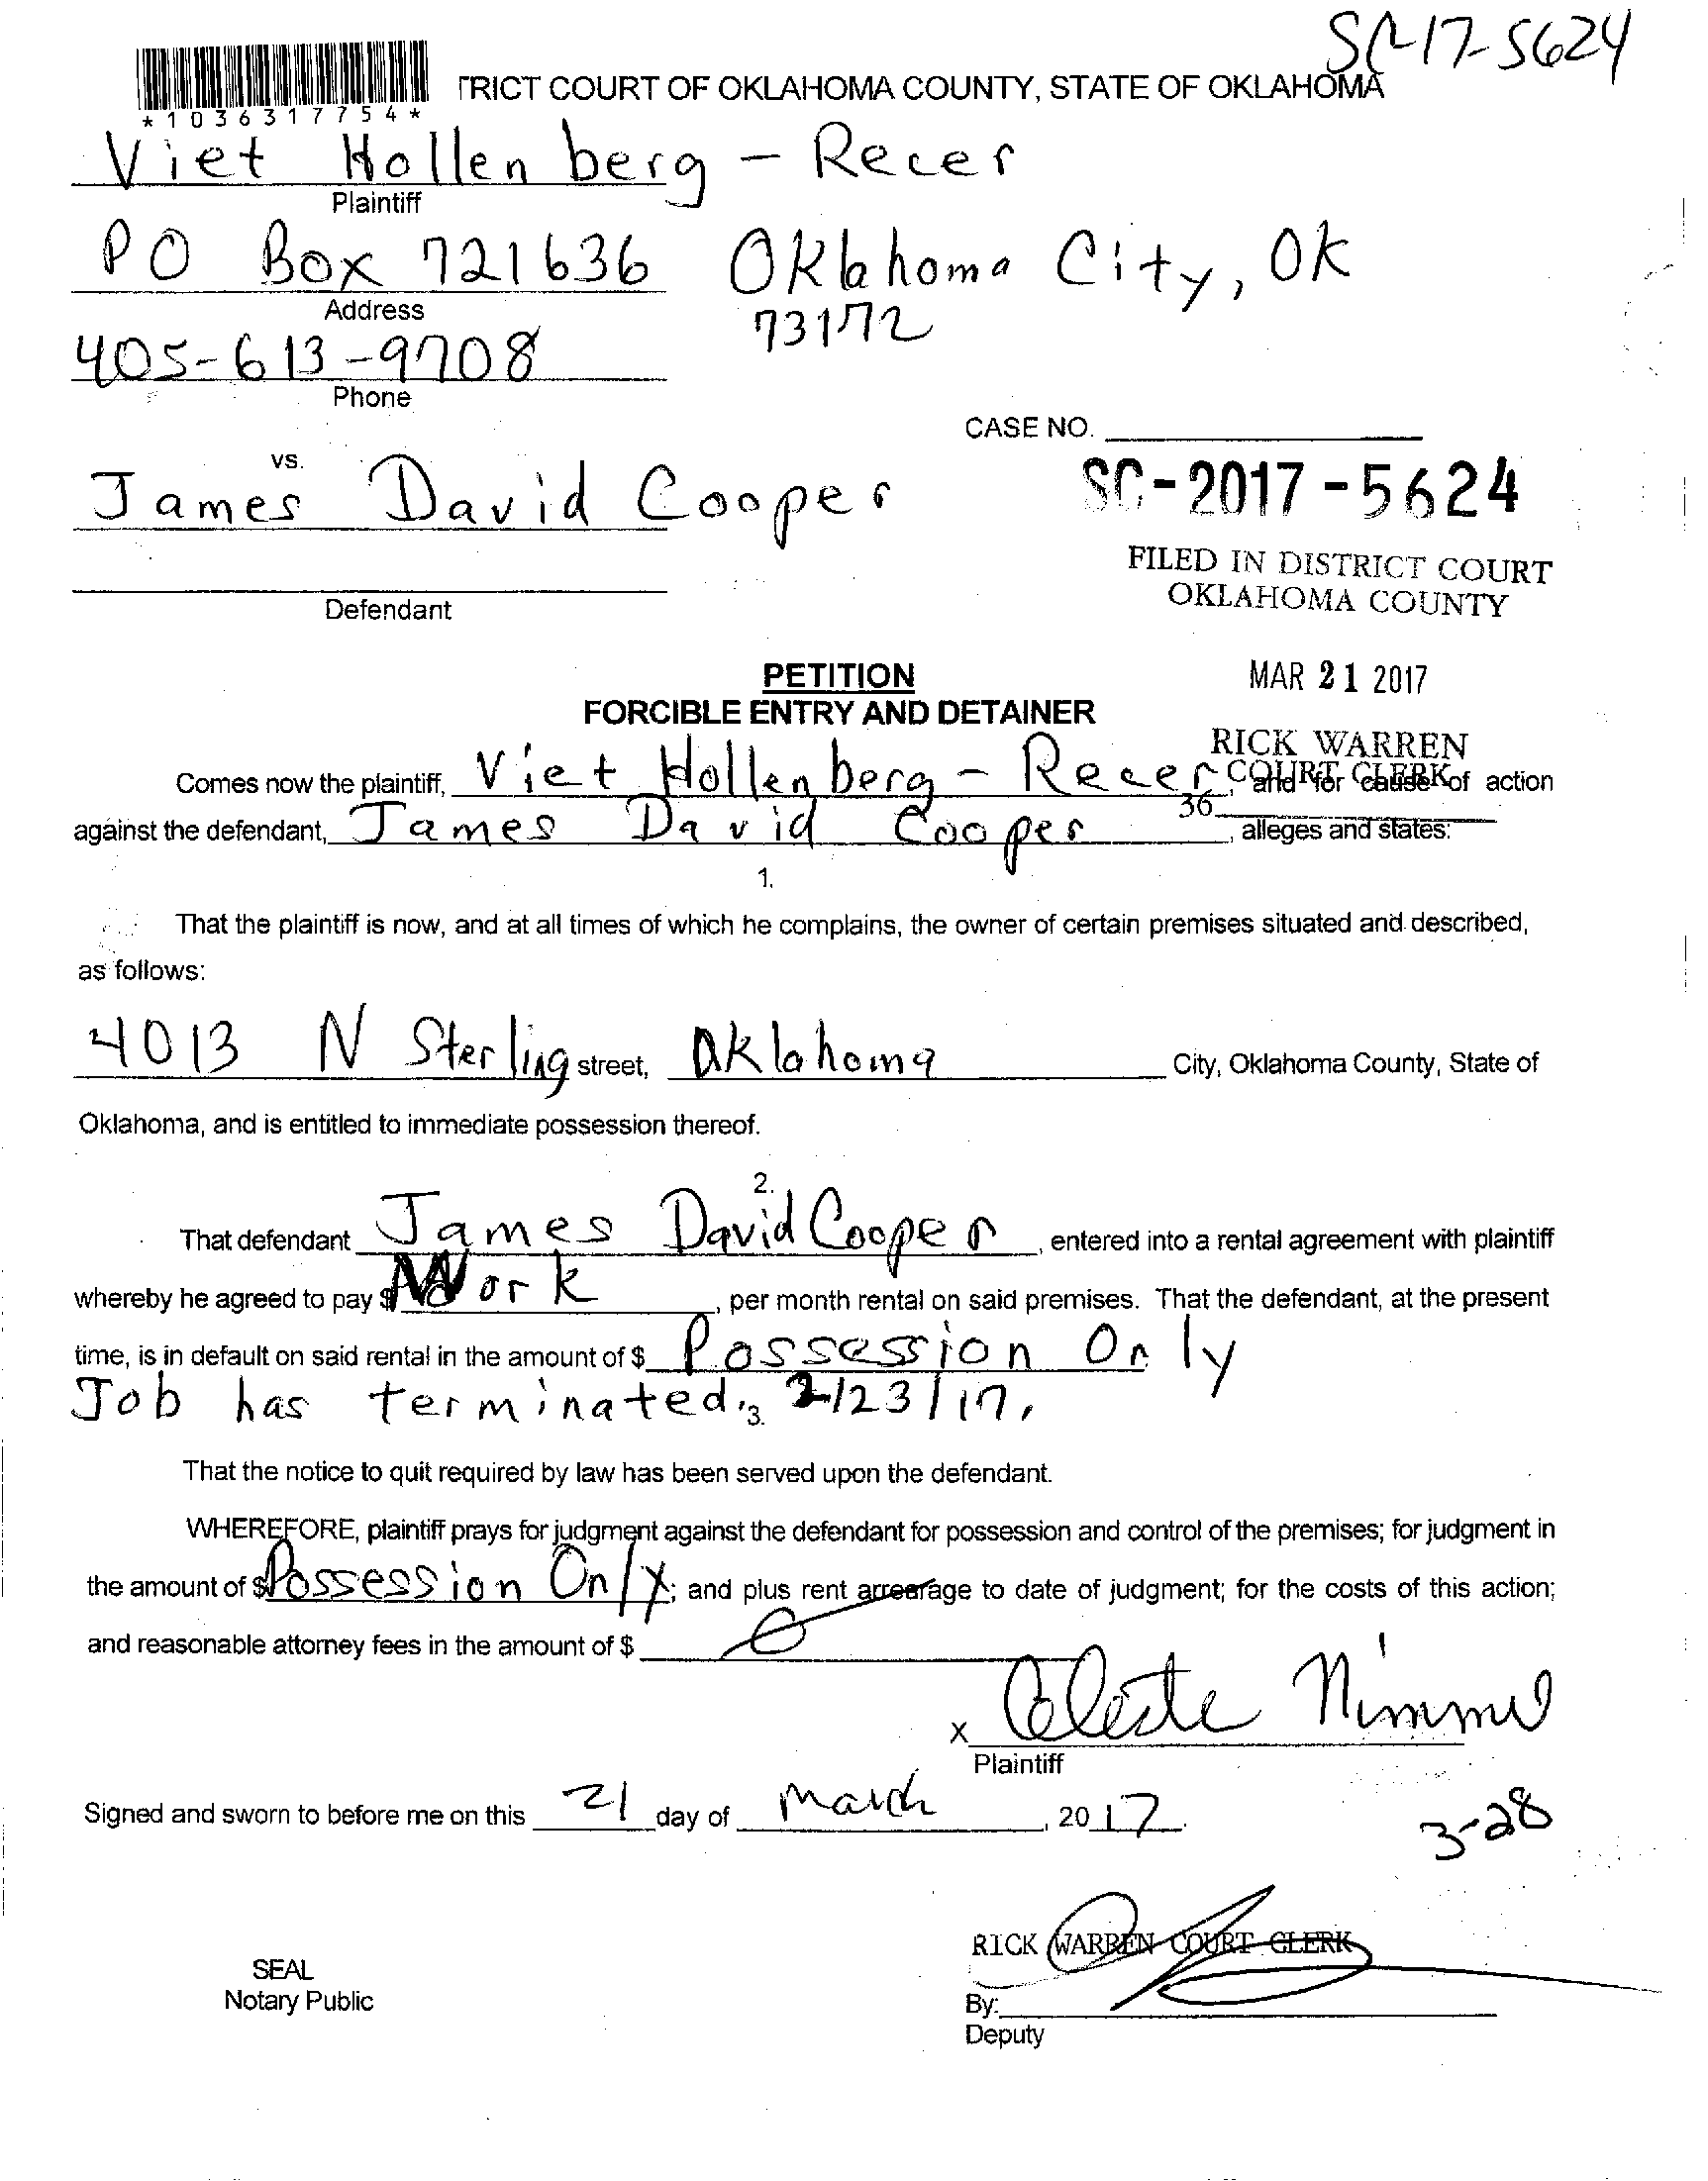 SC-17-5624
TRICT COURT OF OKLAHOMA COUNTY, STATE OF OKLAHOMA
*1036317754*
Viet Hollenberg - Recer
Plaintiff
PO Box 721636 Oklahoma City, OK
Address
73172
405-613-9708
Phone
CASE NO.
vs.
James David Cooper
SC-2017-5624
FILED IN DISTRICT COURT
OKLAHOMA COUNTY
Defendant
PETITION
MAR 21 2017
FORCIBLE ENTRY AND DETAINER
RICK WARREN
COURT CLERK
Comes now the plaintiff, Viet Hollenberg - Recer, and for cause of action
36
against the defendant, James David Cooper, alleges and states:
1.
That the plaintiff is now, and at all times of which he complains, the owner of certain premises situated and described,
as follows:
4013 N Sterling street, Oklahoma City, Oklahoma County, State of
Oklahoma, and is entitled to immediate possession thereof.
2.
That defendant James David Cooper, entered into a rental agreement with plaintiff
whereby he agreed to pay $ Work, per month rental on said premises. That the defendant, at the present
time, is in default on said rental in the amount of $ Possession Only
Job has terminated, 2/23/17,
3.
That the notice to quit required by law has been served upon the defendant.
WHEREFORE, plaintiff prays for judgment against the defendant for possession and control of the premises; for judgment in
the amount of $ Possession Only; and plus rent arrearage to date of judgment; for the costs of this action;
and reasonable attorney fees in the amount of $ 0
x Celeste Nimmo
Plaintiff
Signed and sworn to before me on this 21 day of March, 2017.
3-28
RICK WARREN COURT CLERK
SEAL
Notary Public
By:
Deputy